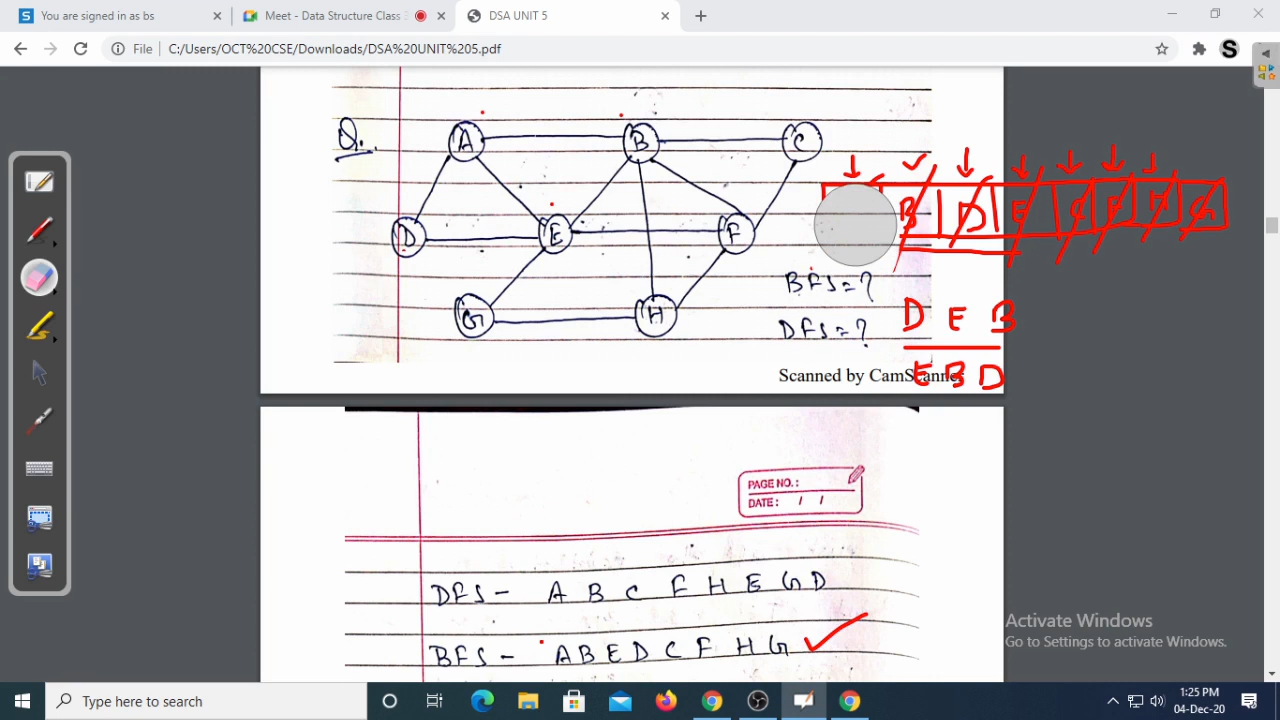 You are signed in as bs
Meet - Data Structure Class
DSA UNIT 5
File
C:/Users/OCT%20CSE/Downloads/DSA%20UNIT%205.pdf
S
Q.
A B C
D E F
G H
B D E C F H G
BFS = ?
DFS = ?
D E B
E B D
Scanned by CamScanner
PAGE NO.:
DATE: / /
DFS - A B C F H E G D
BFS - A B E D C F H G
Activate Windows
Go to Settings to activate Windows.
Type here to search
1:25 PM
04-Dec-20